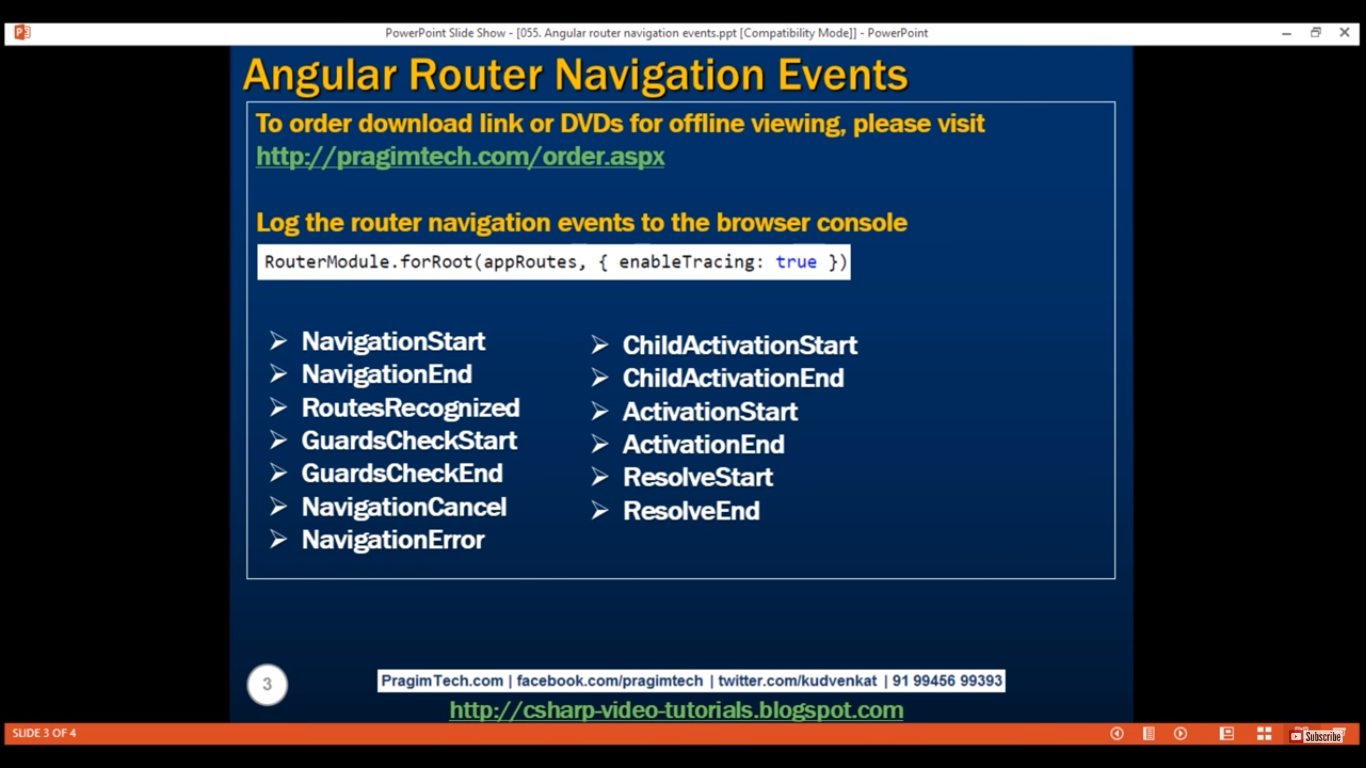 PowerPoint Slide Show - [055. Angular router navigation events.ppt [Compatibility Mode]] - PowerPoint
Angular Router Navigation Events
To order download link or DVDs for offline viewing, please visit
http://pragimtech.com/order.aspx
Log the router navigation events to the browser console
RouterModule.forRoot(appRoutes, { enableTracing: true })
NavigationStart
NavigationEnd
RoutesRecognized
GuardsCheckStart
GuardsCheckEnd
NavigationCancel
NavigationError
ChildActivationStart
ChildActivationEnd
ActivationStart
ActivationEnd
ResolveStart
ResolveEnd
3
PragimTech.com | facebook.com/pragimtech | twitter.com/kudvenkat | 91 99456 99393
http://csharp-video-tutorials.blogspot.com
SLIDE 3 OF 4
Subscribe